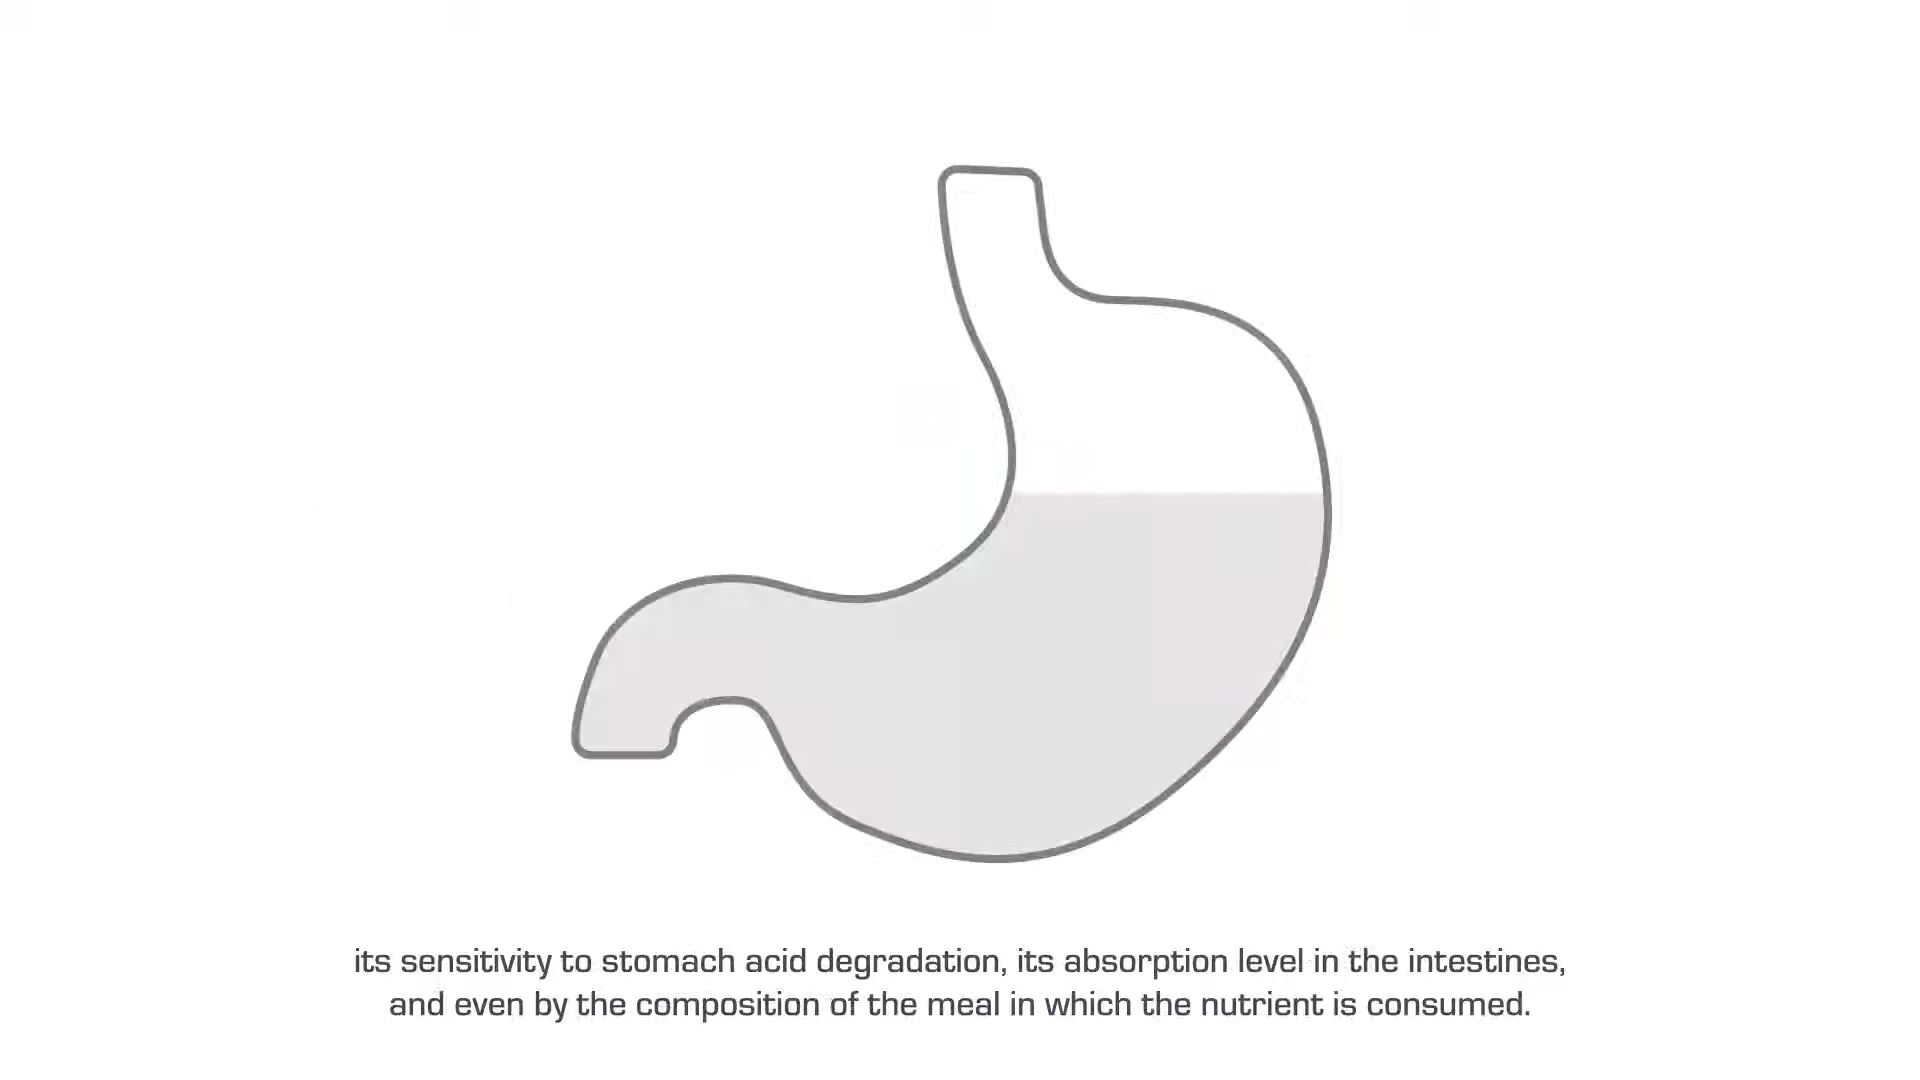 its sensitivity to stomach acid degradation, its absorption level in the intestines,
and even by the composition of the meal in which the nutrient is consumed.